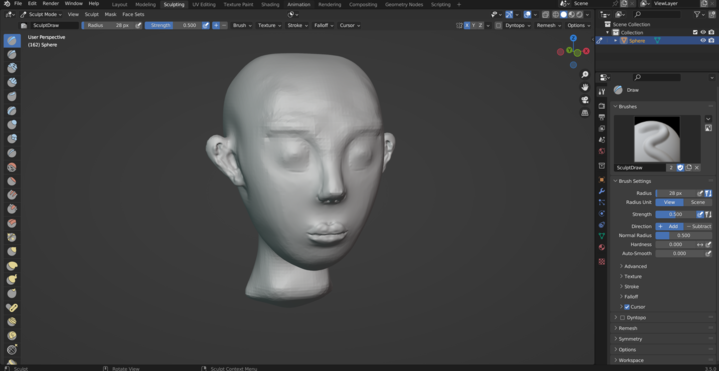 File Edit Render Window Help Layout Modeling Sculpting UV Editing Texture Paint Shading Animation Rendering Compositing Geometry Nodes Scripting + Scene ViewLayer
Sculpt Mode View Sculpt Mask Face Sets
SculptDraw Radius 28 px Strength 0.500 Brush Texture Stroke Falloff Cursor X Y Z Dyntopo Remesh Options
User Perspective
(162) Sphere
Z
Y
X
Scene Collection
Collection
Sphere
Draw
Brushes
SculptDraw 2
Brush Settings
Radius 28 px
Radius Unit View Scene
Strength 0.500
Direction + Add − Subtract
Normal Radius 0.500
Hardness 0.000
Auto-Smooth 0.000
Advanced
Texture
Stroke
Falloff
Cursor
Dyntopo
Remesh
Symmetry
Options
Workspace
Sculpt Rotate View Sculpt Context Menu 3.5.0